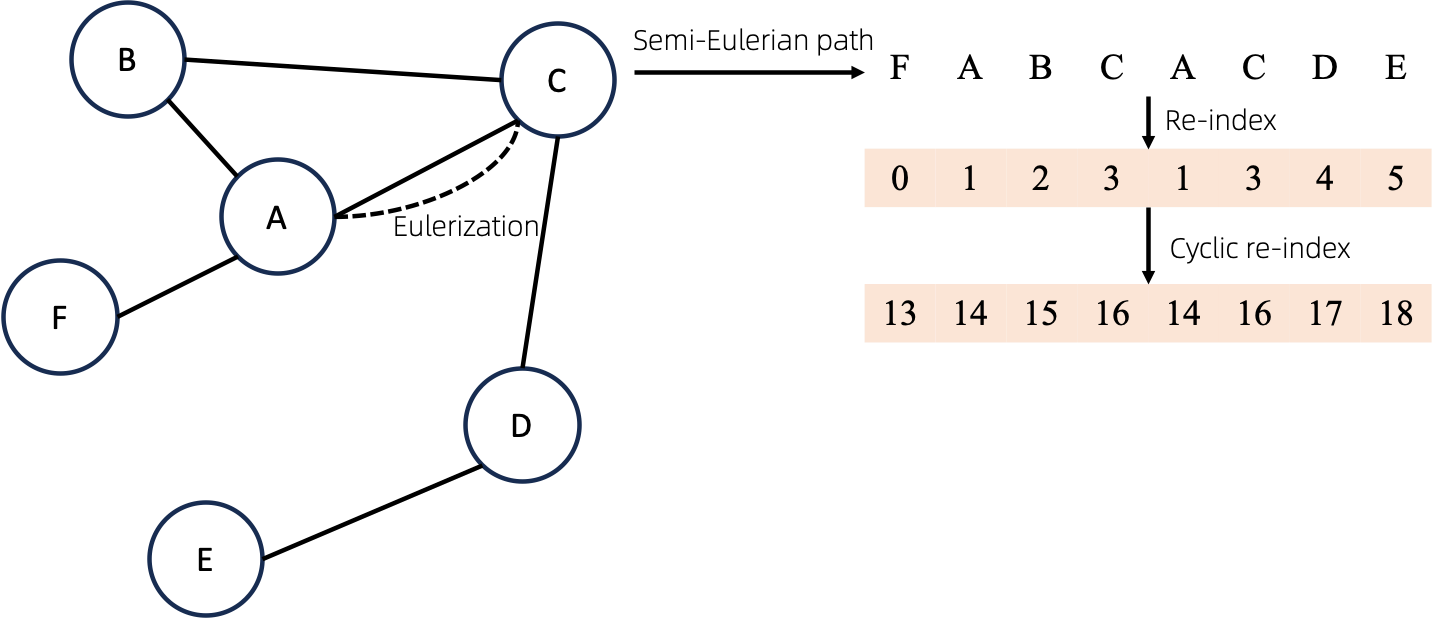 B
C
A
F
D
E
Eulerization
Semi-Eulerian path
F A B C A C D E
Re-index
0 1 2 3 1 3 4 5
Cyclic re-index
13 14 15 16 14 16 17 18